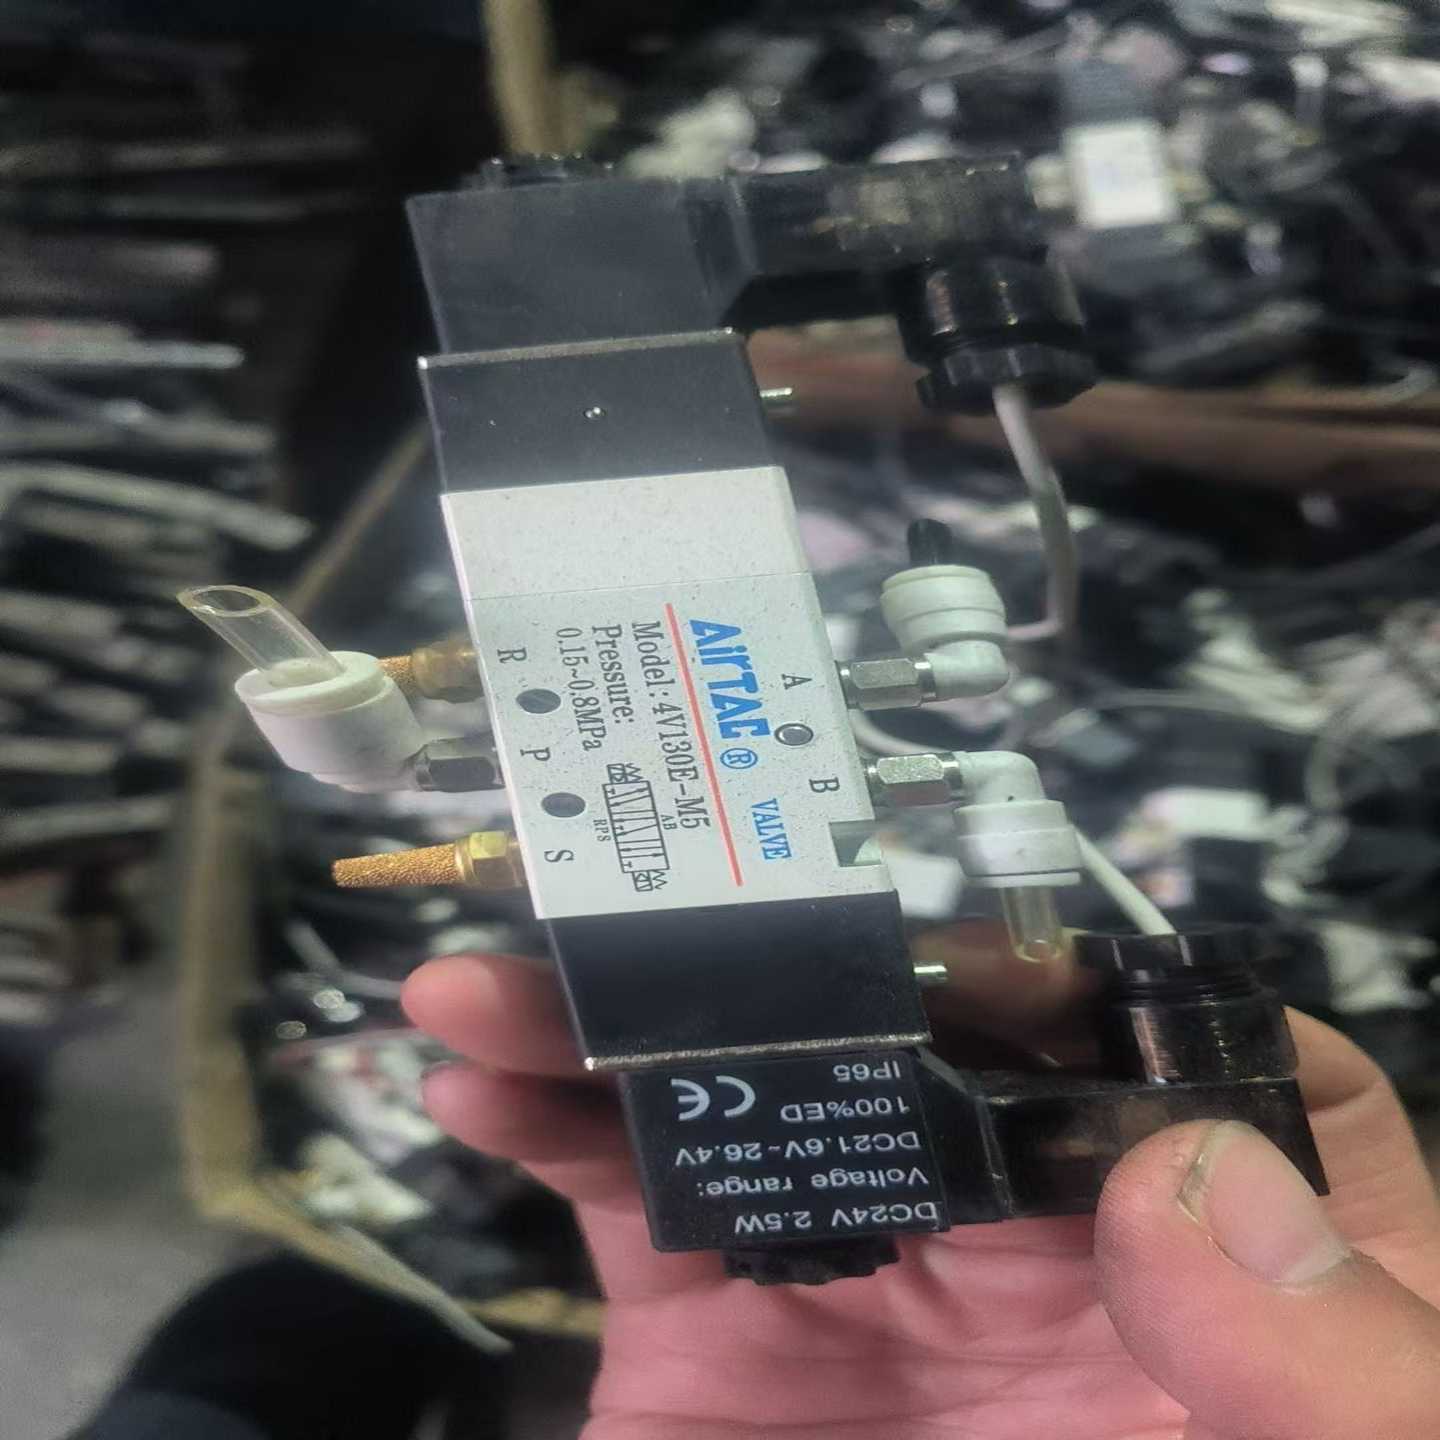 AirTAC® VALVE
Model: 4V130E-M5
Pressure:
0.15~0.8MPa
AB
RPS
A
B
R
P
S
DC24V 2.5W
Voltage range:
DC21.6V~26.4V
100%ED
IP65
CE